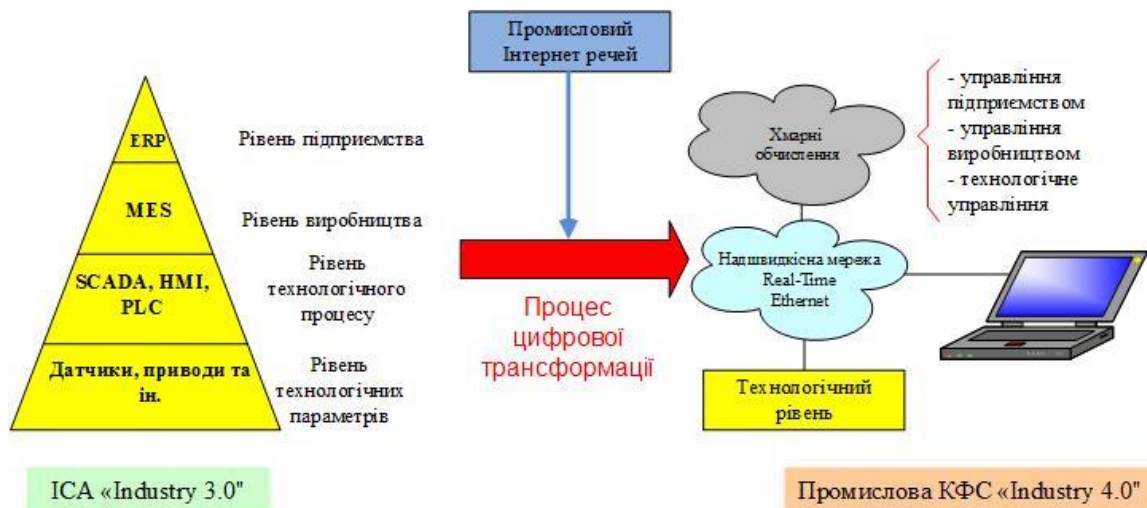 Промисловий
Інтернет речей
ERP
Рівень підприємства
MES
Рівень виробництва
SCADA, HMI,
PLC
Рівень
технологічного
процесу
Датчики, приводи та
ін.
Рівень
технологічних
параметрів
Процес
цифрової
трансформації
Хмарні
обчислення
- управління
підприємством
- управління
виробництвом
- технологічне
управління
Надшвидкісна мережа
Real-Time
Ethernet
Технологічний
рівень
ІСА «Industry 3.0"
Промислова КФС «Industry 4.0"